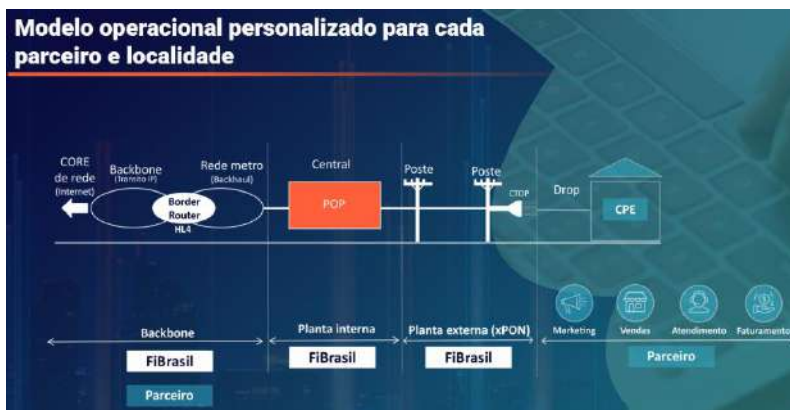 Modelo operacional personalizado para cada
parceiro e localidade
CORE
de rede
(Internet)
Backbone
(Transito IP)
Rede metro
(Backhaul)
Border
Router
HL4
Central
POP
Poste
Poste
CTOP
Drop
CPE
Marketing
Vendas
Atendimento
Faturamento
Backbone
Planta interna
Planta externa (xPON)
FiBrasil
FiBrasil
FiBrasil
Parceiro
Parceiro